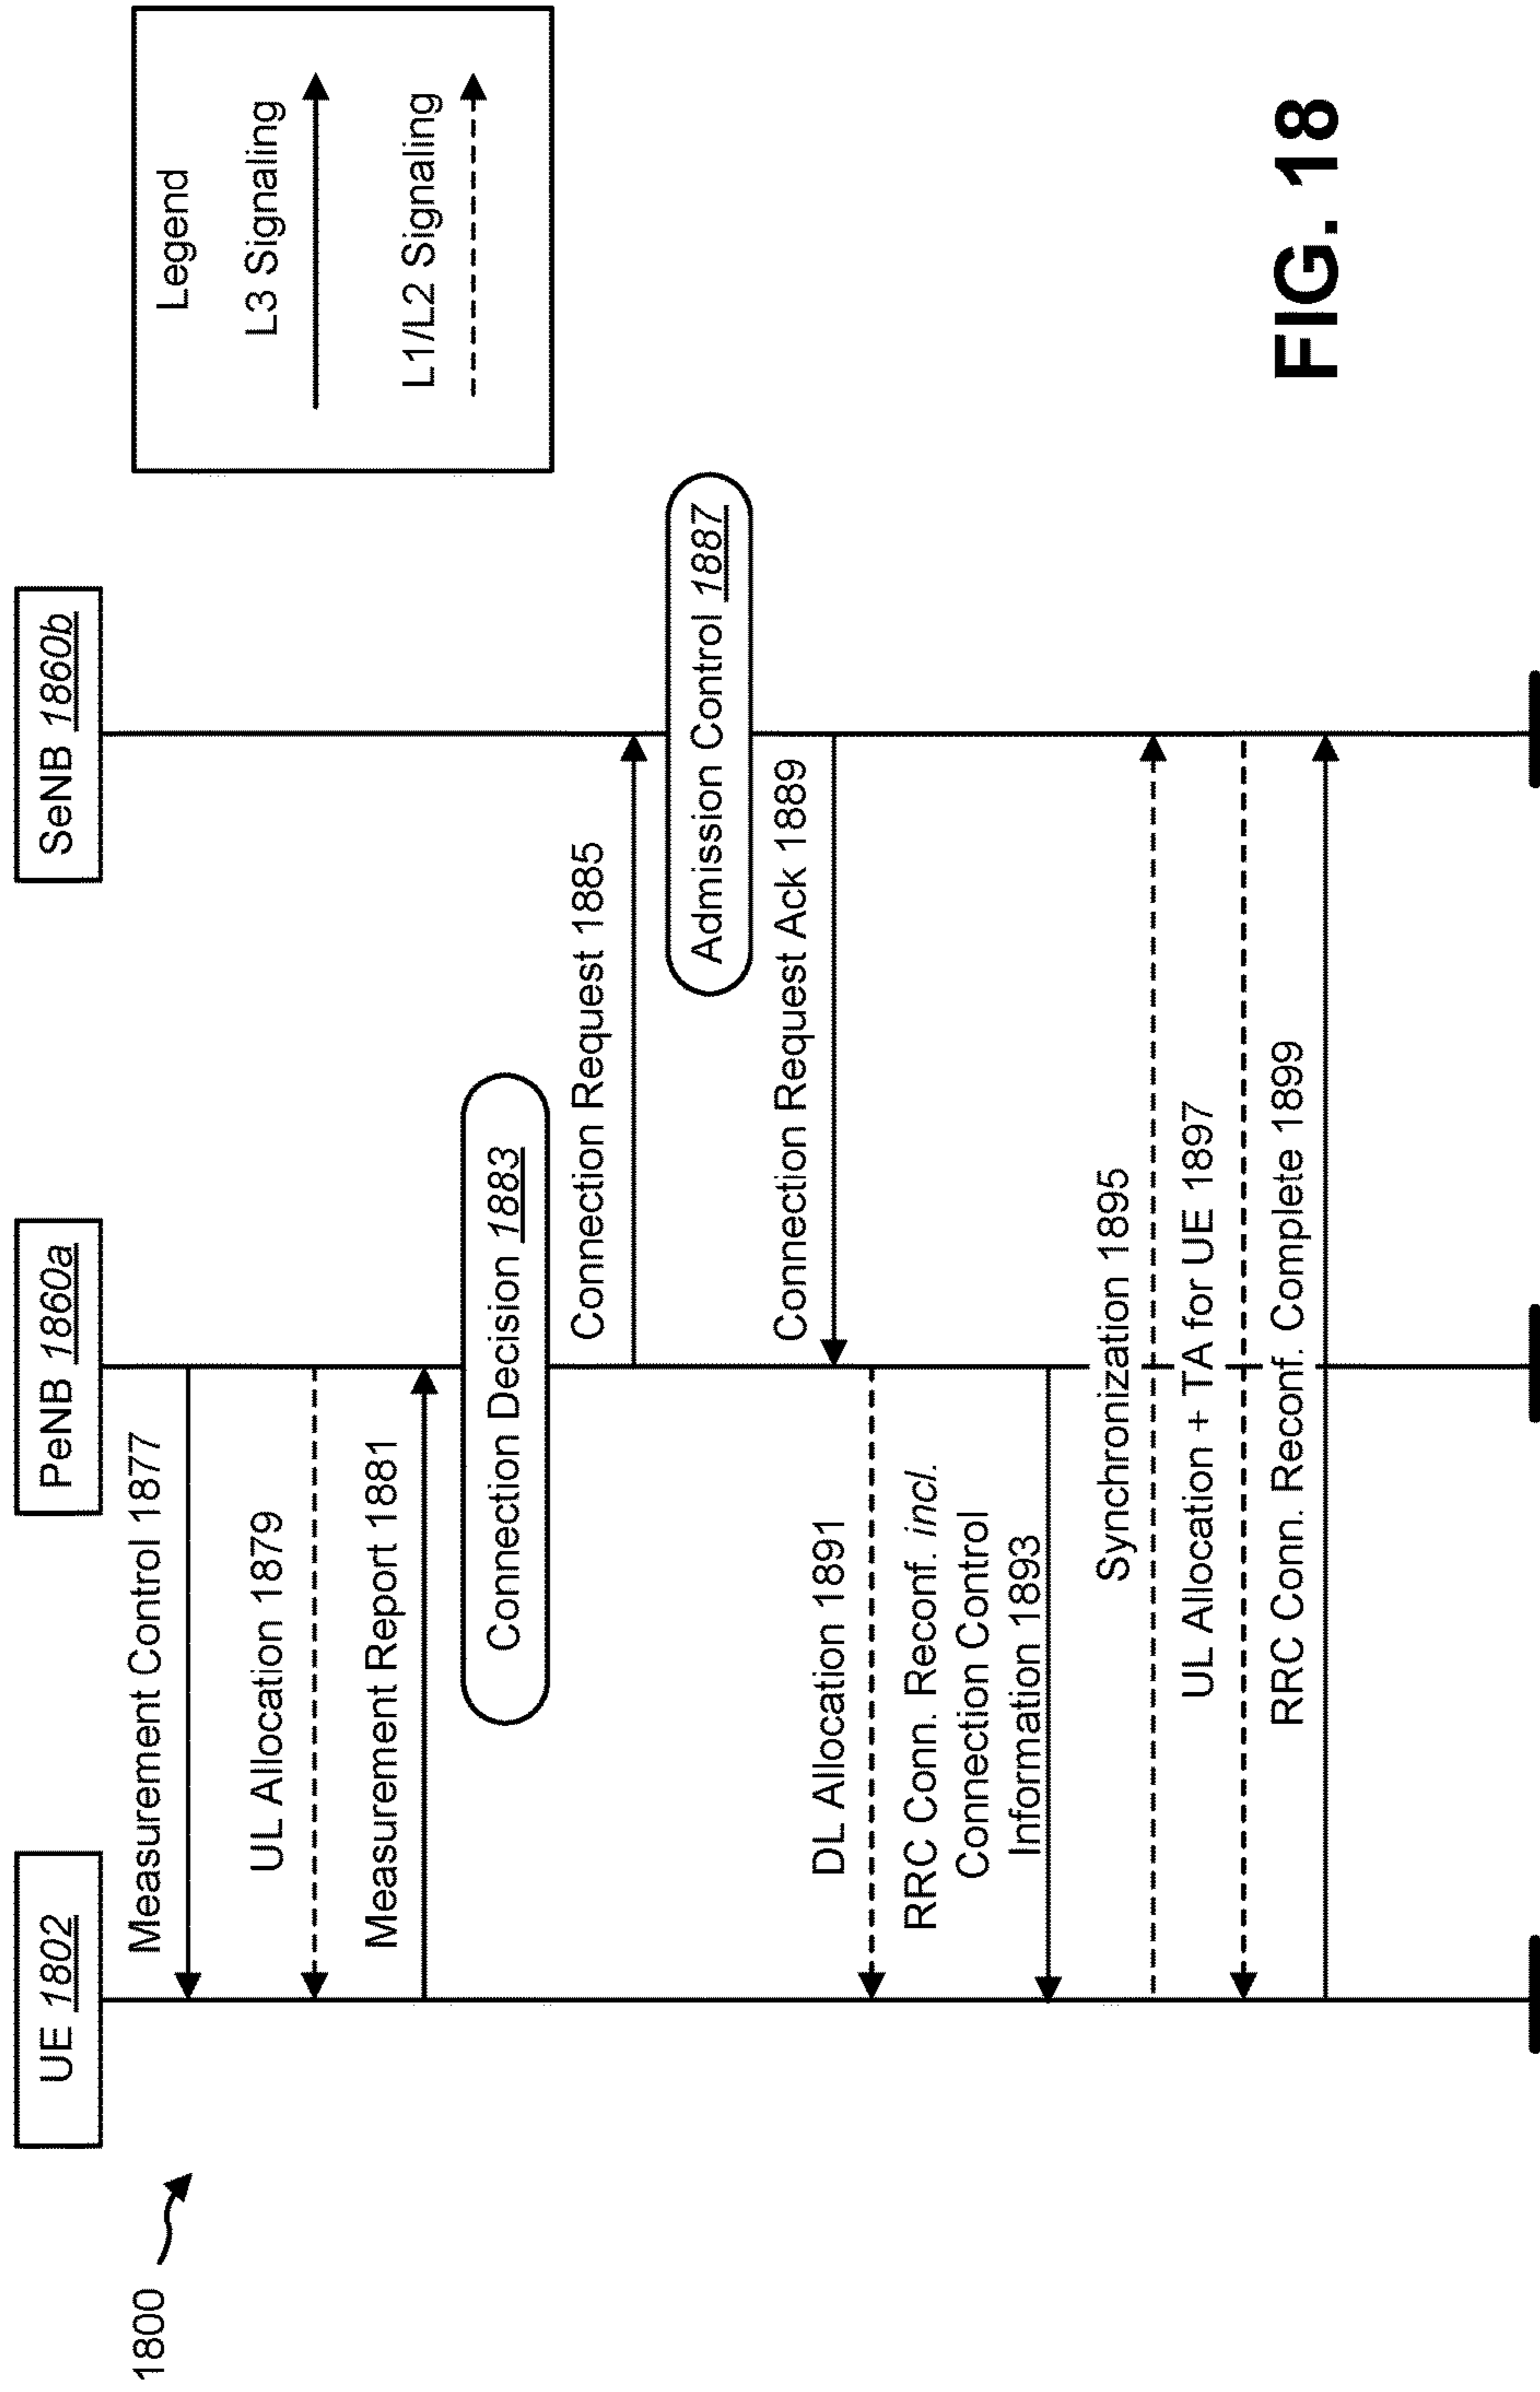 1800
UE 1802
PeNB 1860a
SeNB 1860b
Legend
L3 Signaling
L1/L2 Signaling
Measurement Control 1877
UL Allocation 1879
Measurement Report 1881
Connection Decision 1883
Connection Request 1885
Admission Control 1887
Connection Request Ack 1889
DL Allocation 1891
RRC Conn. Reconf. incl.
Connection Control
Information 1893
Synchronization 1895
UL Allocation + TA for UE 1897
RRC Conn. Reconf. Complete 1899
FIG. 18